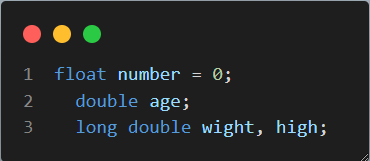 1 float number = 0;
2 double age;
3 long double wight, high;